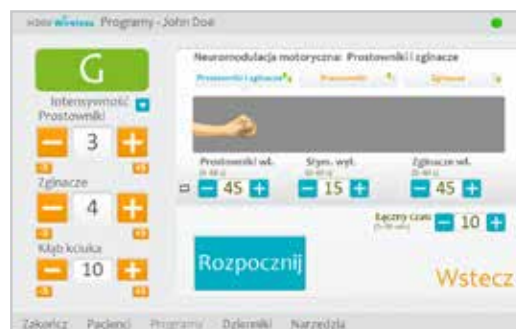 H200 Wireless Programy - John Doe
G
Intensywność
Prostowniki
3
Zginacze
4
Kłąb kciuka
10
Neuromodulacja motoryczna: Prostowniki i zginacze
Prostowniki i zginacze Prostowniki Zginacze
Prostowniki wł. Stym. wył. Zginacze wł.
45 15 45
Łączny czas 10
Rozpocznij
Wstecz
Zakończ Pacjenci Programy Dzienniki Narzędzia